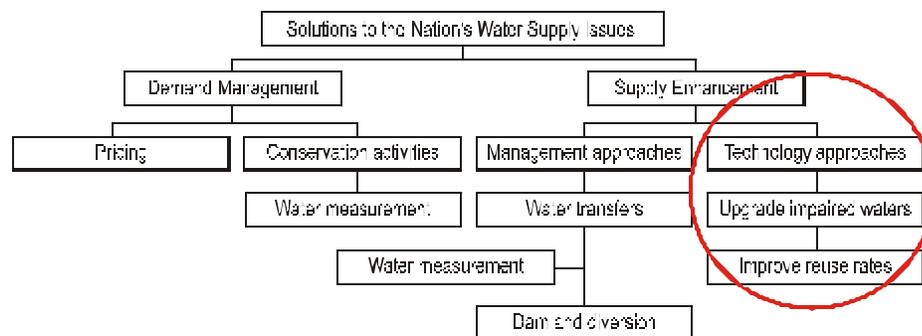 Solutions to the Nation's Water Supply Issues
Demand Management
Supply Enhancement
Pricing
Conservation activities
Management approaches
Technology approaches
Water measurement
Water transfers
Upgrade impaired waters
Water measurement
Improve reuse rates
Dam and diversion